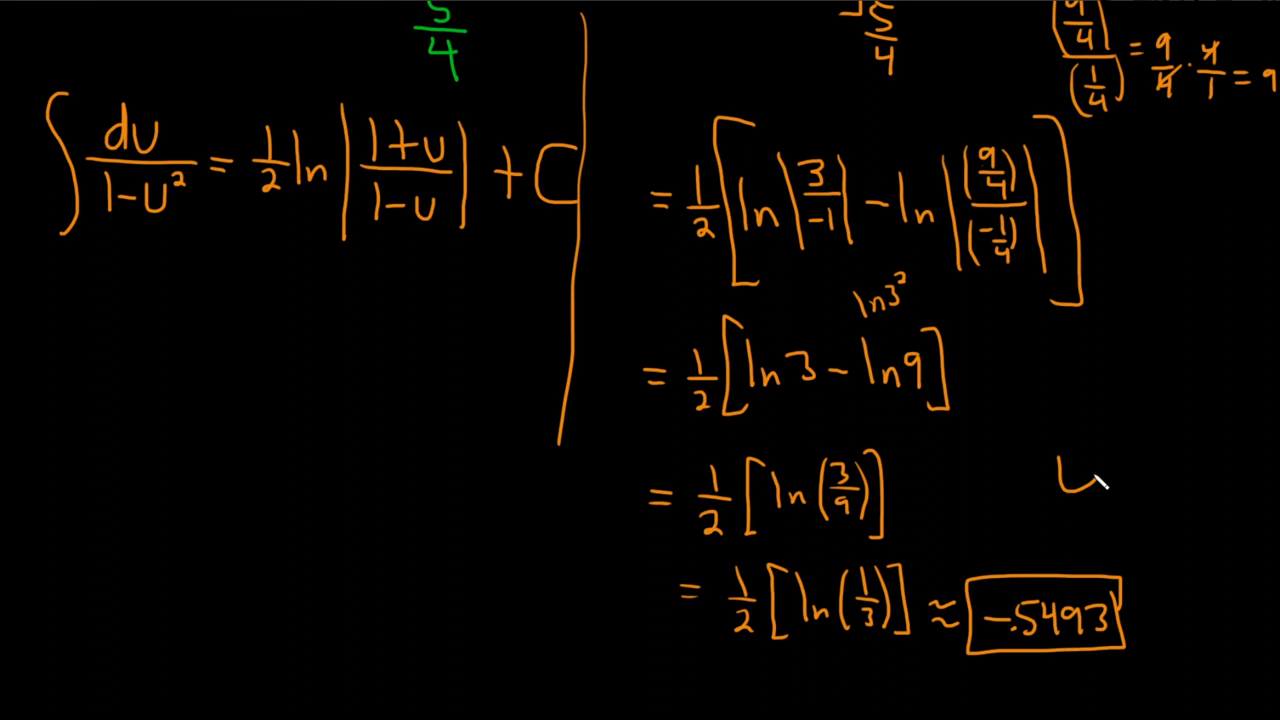 5/4
∫ du/(1-u²) = 1/2 ln |(1+u)/(1-u)| + C
-5/4
(9/4)/(1/4) = 9/4 · 4/1 = 9
= 1/2 [ln |3/-1| - ln |(9/4)/(-1/4)|]
ln 3²
= 1/2 [ln 3 - ln 9]
= 1/2 [ln (3/9)]
= 1/2 [ln (1/3)] ≈ -.5493